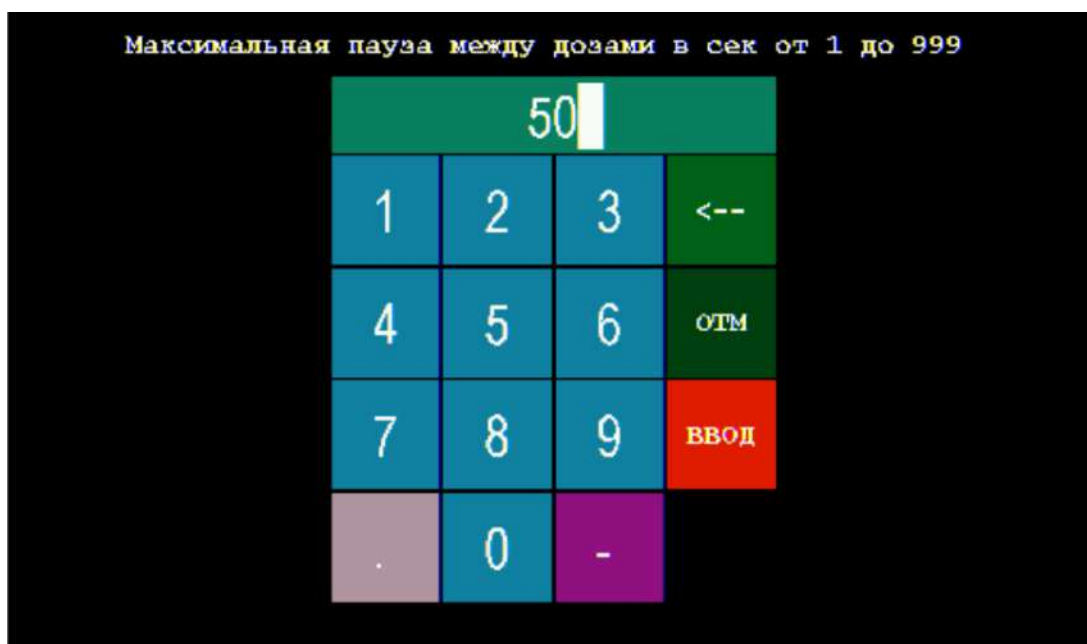 Максимальная пауза между дозами в сек от 1 до 999
50
1 2 3 <--
4 5 6 ОТМ
7 8 9 ВВОД
. 0 -